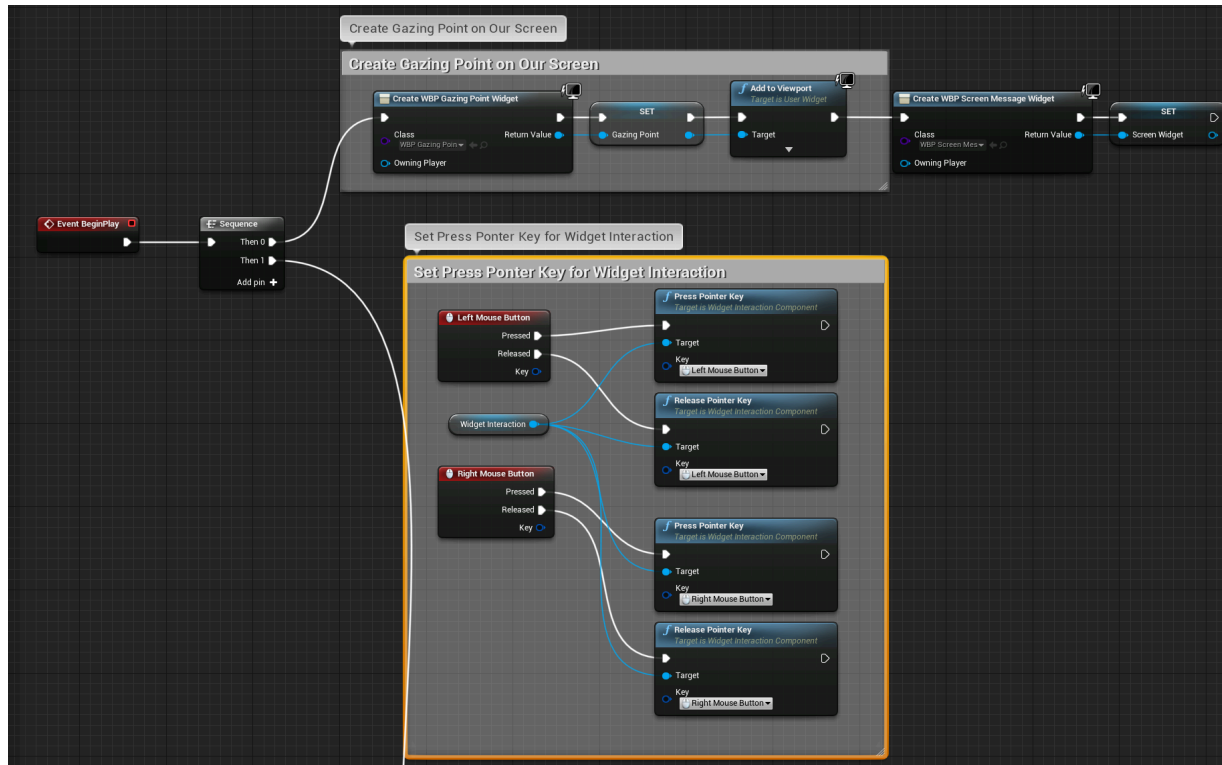 Create Gazing Point on Our Screen
Create Gazing Point on Our Screen
Create WBP Gazing Point Widget
Class
Return Value
WBP Gazing Poin
Owning Player
SET
Gazing Point
Add to Viewport
Target is User Widget
Target
Create WBP Screen Message Widget
Class
Return Value
WBP Screen Mes
Owning Player
SET
Screen Widget
Event BeginPlay
Sequence
Then 0
Then 1
Add pin
Set Press Ponter Key for Widget Interaction
Set Press Ponter Key for Widget Interaction
Left Mouse Button
Pressed
Released
Key
Press Pointer Key
Target is Widget Interaction Component
Target
Key
Left Mouse Button
Release Pointer Key
Target is Widget Interaction Component
Target
Key
Left Mouse Button
Widget Interaction
Right Mouse Button
Pressed
Released
Key
Press Pointer Key
Target is Widget Interaction Component
Target
Key
Right Mouse Button
Release Pointer Key
Target is Widget Interaction Component
Target
Key
Right Mouse Button